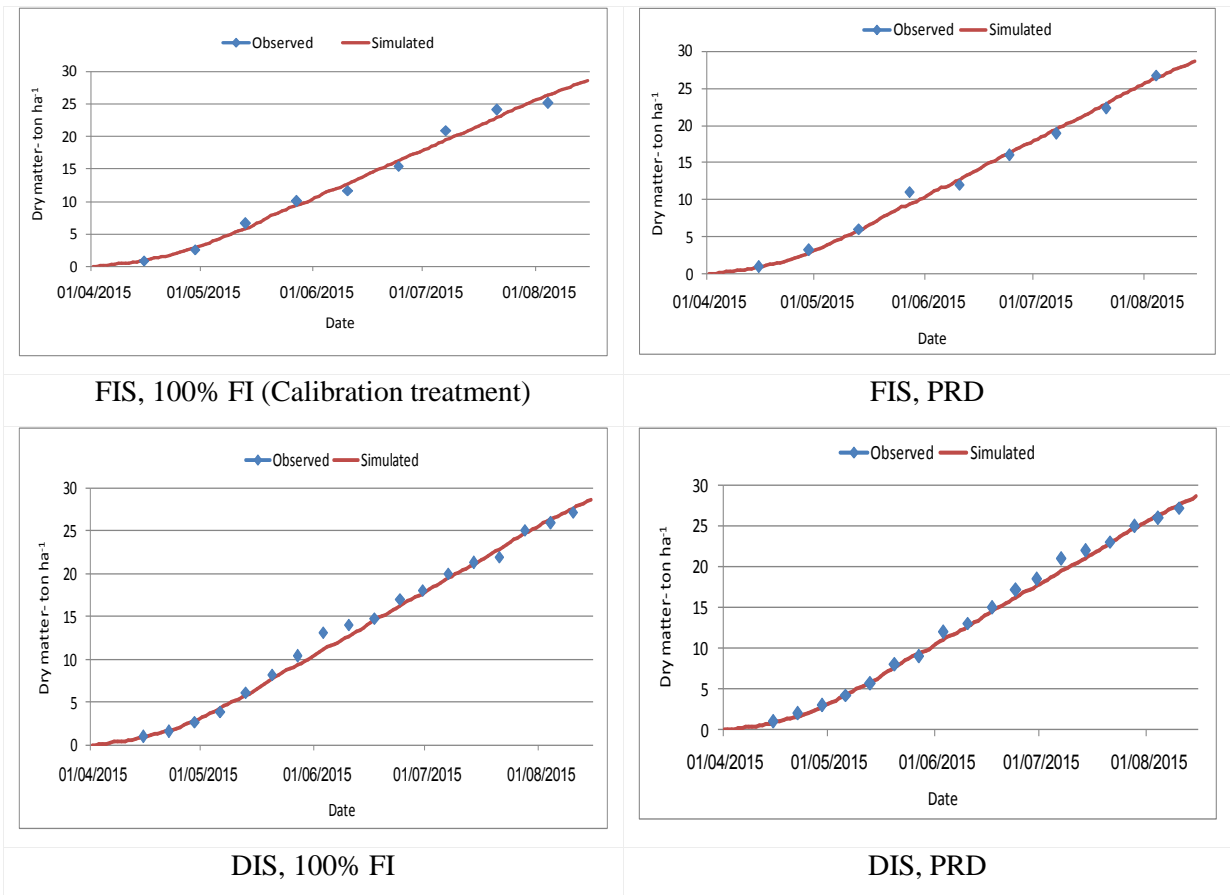 Observed Simulated
30
25
20
15
10
5
0
Dry matter- ton ha⁻¹
01/04/2015 01/05/2015 01/06/2015 01/07/2015 01/08/2015
Date
FIS, 100% FI (Calibration treatment)
Observed Simulated
30
25
20
15
10
5
0
Dry matter- ton ha⁻¹
01/04/2015 01/05/2015 01/06/2015 01/07/2015 01/08/2015
Date
FIS, PRD
Observed Simulated
30
25
20
15
10
5
0
Dry matter- ton ha⁻¹
01/04/2015 01/05/2015 01/06/2015 01/07/2015 01/08/2015
Date
DIS, 100% FI
Observed Simulated
30
25
20
15
10
5
0
Dry matter- ton ha⁻¹
01/04/2015 01/05/2015 01/06/2015 01/07/2015 01/08/2015
Date
DIS, PRD